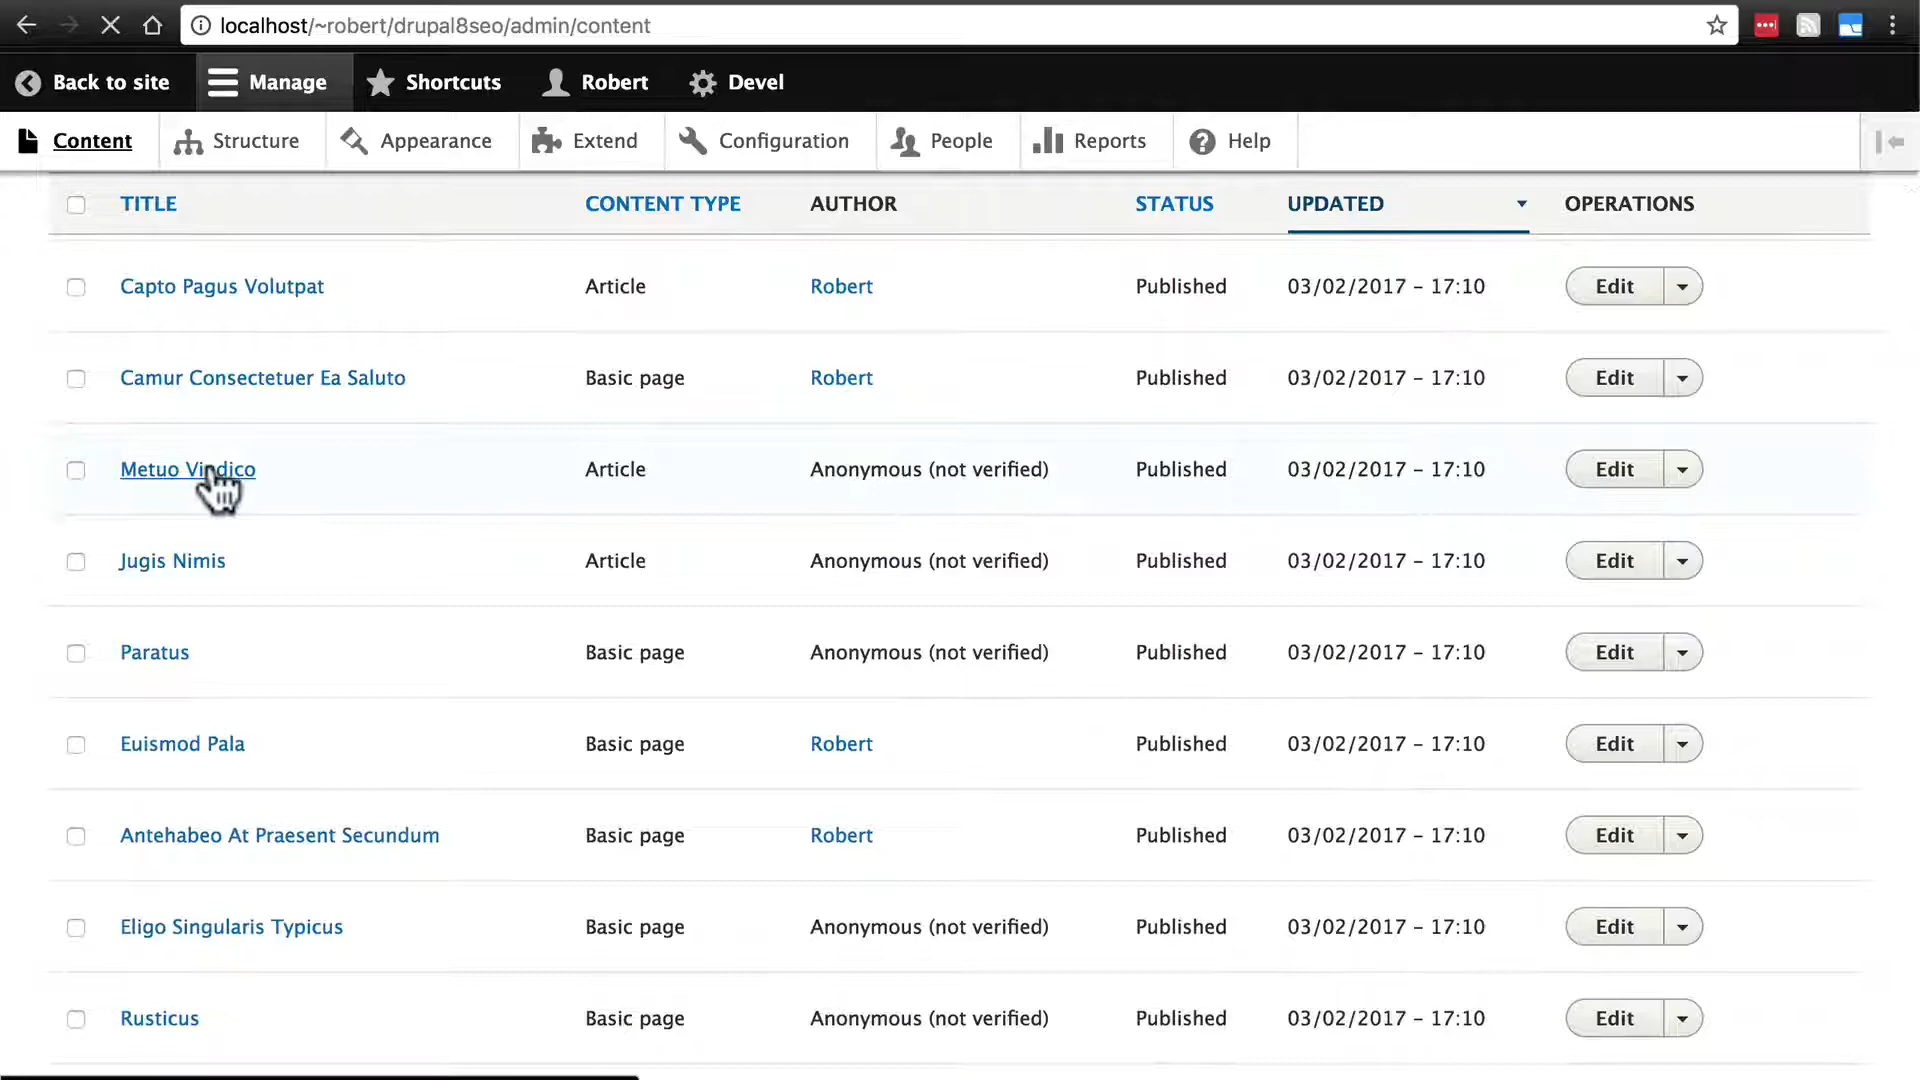 localhost/~robert/drupal8seo/admin/content
Back to site Manage Shortcuts Robert Devel
Content Structure Appearance Extend Configuration People Reports Help
TITLE CONTENT TYPE AUTHOR STATUS UPDATED OPERATIONS
Capto Pagus Volutpat Article Robert Published 03/02/2017 - 17:10 Edit
Camur Consectetuer Ea Saluto Basic page Robert Published 03/02/2017 - 17:10 Edit
Metuo Vindico Article Anonymous (not verified) Published 03/02/2017 - 17:10 Edit
Jugis Nimis Article Anonymous (not verified) Published 03/02/2017 - 17:10 Edit
Paratus Basic page Anonymous (not verified) Published 03/02/2017 - 17:10 Edit
Euismod Pala Basic page Robert Published 03/02/2017 - 17:10 Edit
Antehabeo At Praesent Secundum Basic page Robert Published 03/02/2017 - 17:10 Edit
Eligo Singularis Typicus Basic page Anonymous (not verified) Published 03/02/2017 - 17:10 Edit
Rusticus Basic page Anonymous (not verified) Published 03/02/2017 - 17:10 Edit